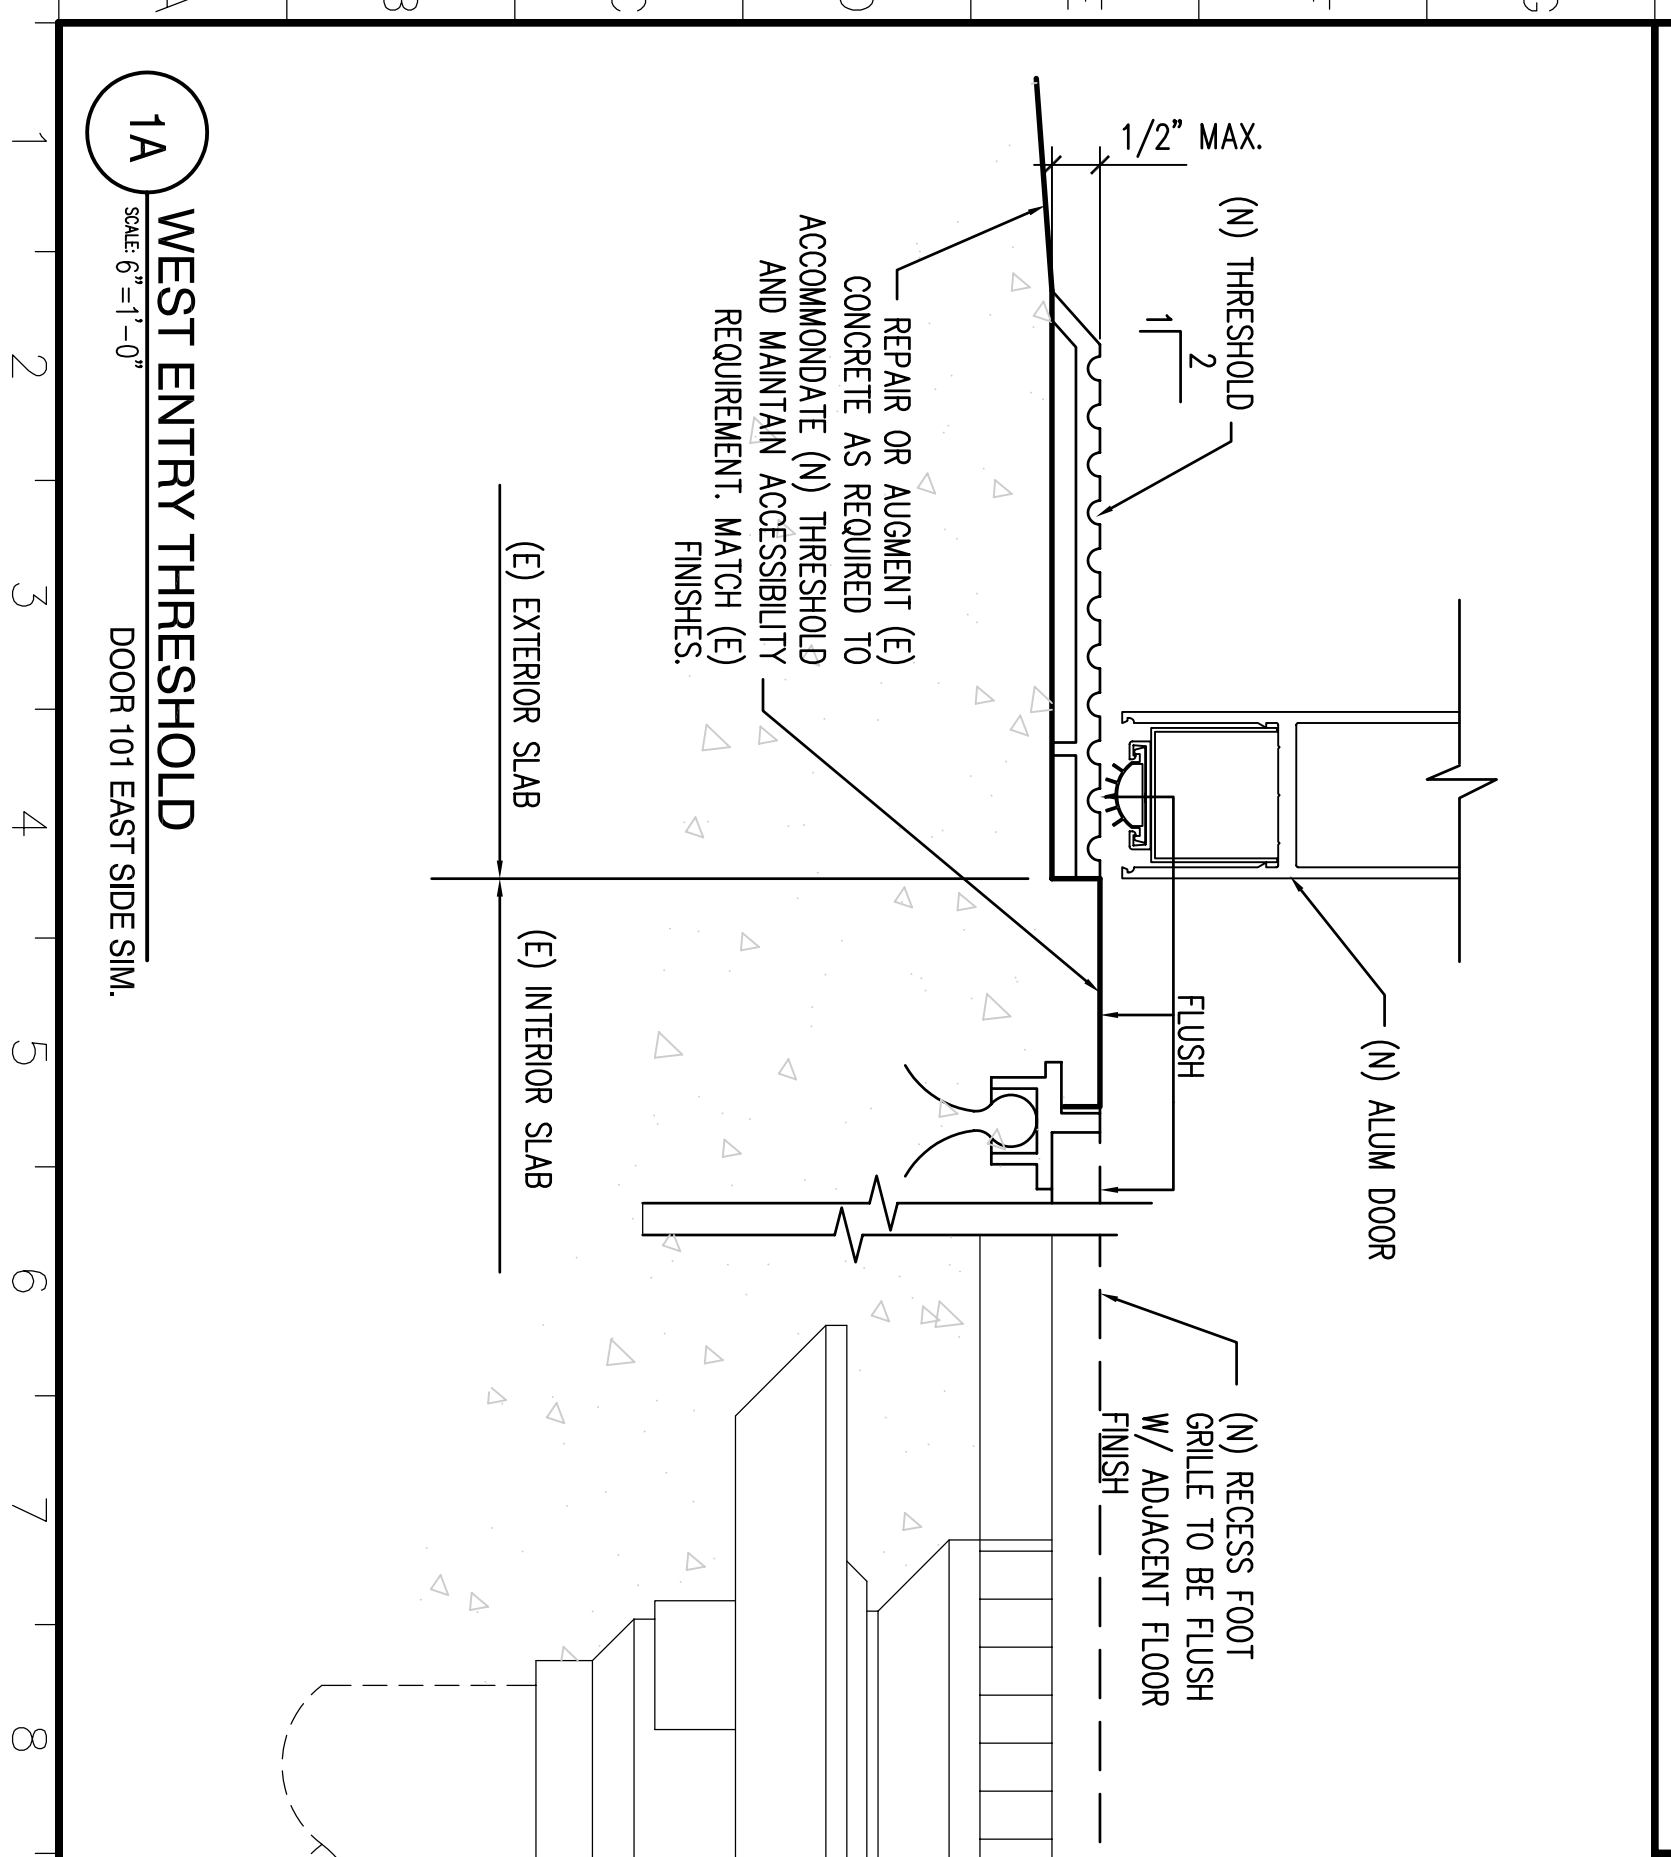 1/2" MAX.
(N) THRESHOLD
1
2
(N) ALUM DOOR
FLUSH
(N) RECESS FOOT
GRILLE TO BE FLUSH
W/ ADJACENT FLOOR
FINISH
REPAIR OR AUGMENT (E)
CONCRETE AS REQUIRED TO
ACCOMMONDATE (N) THRESHOLD
AND MAINTAIN ACCESSIBILITY
REQUIREMENT. MATCH (E)
FINISHES.
(E) EXTERIOR SLAB
(E) INTERIOR SLAB
1A
WEST ENTRY THRESHOLD
SCALE: 6"=1'-0"
DOOR 101 EAST SIDE SIM.
1 2 3 4 5 6 7 8
A
B
C
D
E
F
G